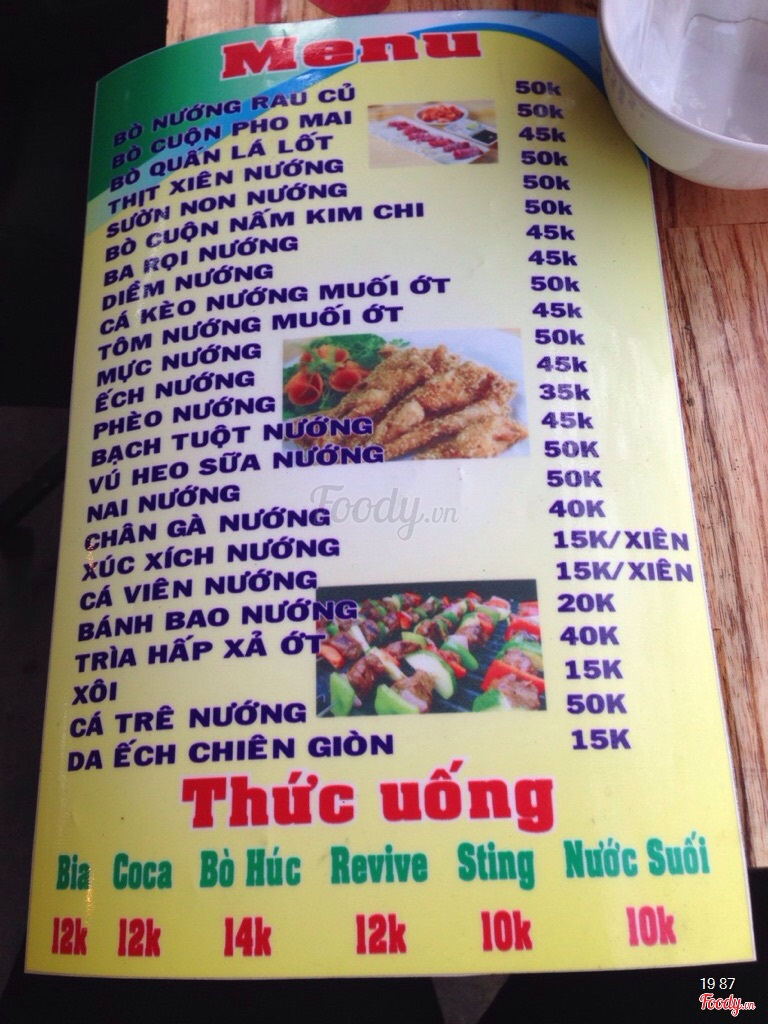 Menu
BÒ NƯỚNG RAU CỦ 50k
BÒ CUỘN PHO MAI 50k
BÒ QUẤN LÁ LỐT 45k
THỊT XIÊN NƯỚNG 50k
SƯỜN NON NƯỚNG 50k
BÒ CUỘN NẤM KIM CHI 50k
BA RỌI NƯỚNG 45k
DIỀM NƯỚNG 45k
CÁ KÈO NƯỚNG MUỐI ỚT 50k
TÔM NƯỚNG MUỐI ỚT 45k
MỰC NƯỚNG 50k
ẾCH NƯỚNG 45k
PHÈO NƯỚNG 35k
BẠCH TUỘT NƯỚNG 45k
VÚ HEO SỮA NƯỚNG 50K
NAI NƯỚNG 50K
CHÂN GÀ NƯỚNG 40K
XÚC XÍCH NƯỚNG 15K/XIÊN
CÁ VIÊN NƯỚNG 15K/XIÊN
BÁNH BAO NƯỚNG 20K
TRÌA HẤP XẢ ỚT 40K
XÔI 15K
CÁ TRÊ NƯỚNG 50K
DA ẾCH CHIÊN GIÒN 15K
Foody.vn
Thức uống
Bia Coca Bò Húc Revive Sting Nước Suối
12k 12k 14k 12k 10k 10k
19 87
Foody.vn